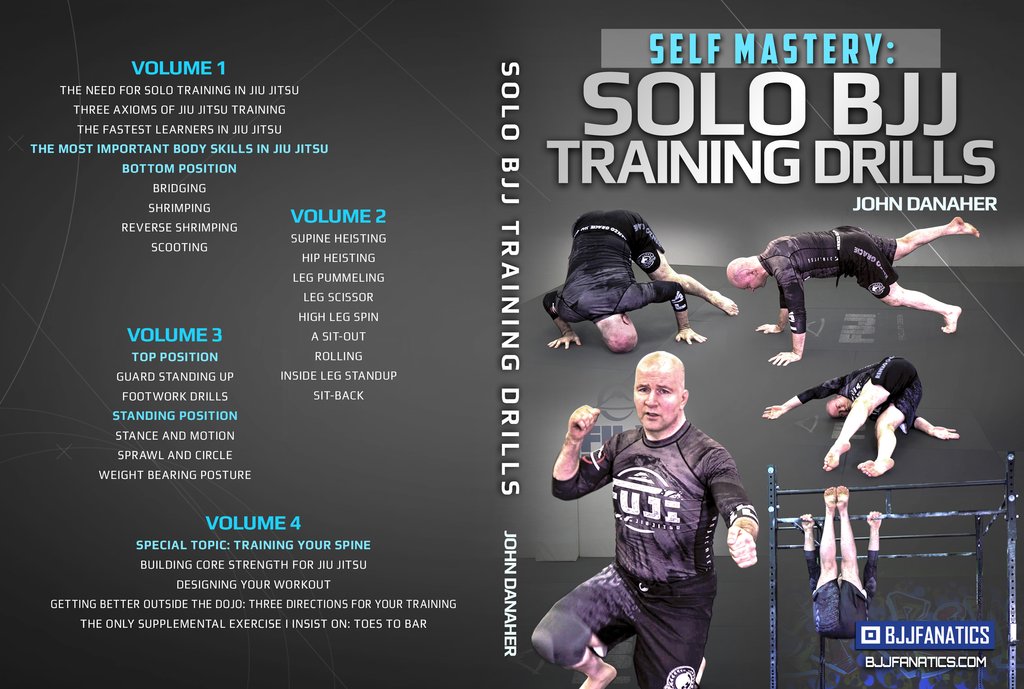 VOLUME 1
THE NEED FOR SOLO TRAINING IN JIU JITSU
THREE AXIOMS OF JIU JITSU TRAINING
THE FASTEST LEARNERS IN JIU JITSU
THE MOST IMPORTANT BODY SKILLS IN JIU JITSU
BOTTOM POSITION
BRIDGING
SHRIMPING
REVERSE SHRIMPING
SCOOTING
VOLUME 2
SUPINE HEISTING
HIP HEISTING
LEG PUMMELING
LEG SCISSOR
HIGH LEG SPIN
A SIT-OUT
ROLLING
INSIDE LEG STANDUP
SIT-BACK
VOLUME 3
TOP POSITION
GUARD STANDING UP
FOOTWORK DRILLS
STANDING POSITION
STANCE AND MOTION
SPRAWL AND CIRCLE
WEIGHT BEARING POSTURE
VOLUME 4
SPECIAL TOPIC: TRAINING YOUR SPINE
BUILDING CORE STRENGTH FOR JIU JITSU
DESIGNING YOUR WORKOUT
GETTING BETTER OUTSIDE THE DOJO: THREE DIRECTIONS FOR YOUR TRAINING
THE ONLY SUPPLEMENTAL EXERCISE I INSIST ON: TOES TO BAR
SOLO BJJ TRAINING DRILLS JOHN DANAHER
SELF MASTERY:
SOLO BJJ
TRAINING DRILLS
JOHN DANAHER
FUJI
JIU JITSU
BJJFANATICS
BJJFANATICS.COM